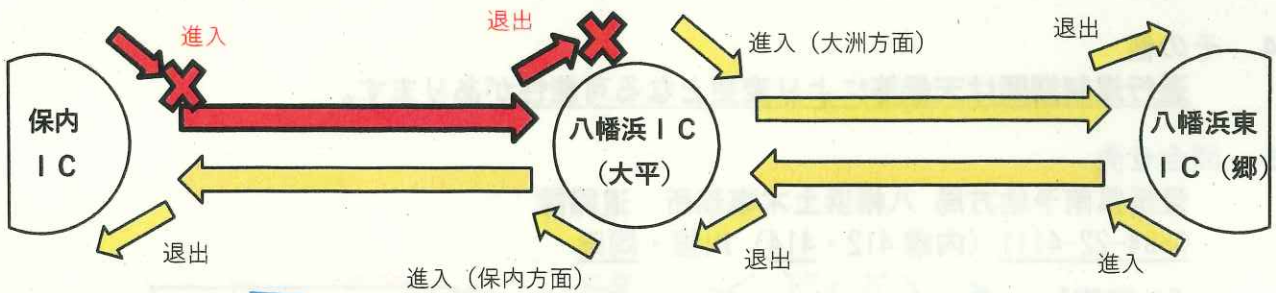 退出
進入
退出
進入(大洲方面)
保内
IC
八幡浜IC
(大平)
八幡浜東
IC(郷)
退出
進入(保内方面)
退出
進入